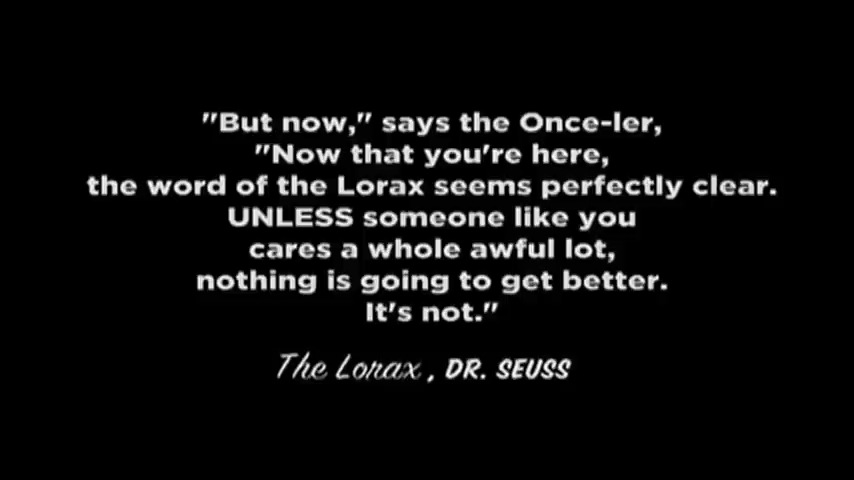 "But now," says the Once-ler,
"Now that you're here,
the word of the Lorax seems perfectly clear.
UNLESS someone like you
cares a whole awful lot,
nothing is going to get better.
It's not."
The Lorax, DR. SEUSS